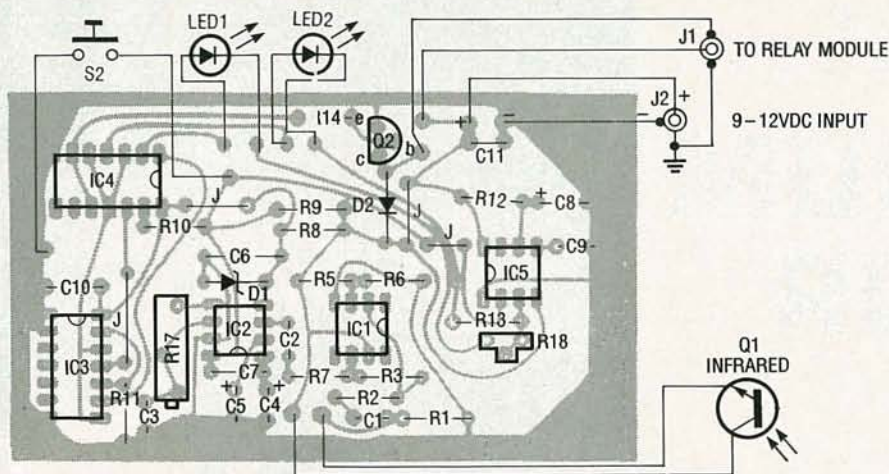 LED1
LED2
S2
J1
TO RELAY MODULE
J2
+
−
9–12VDC INPUT
I14
e
Q2
c
b
+
−
C11
IC4
J
R10
R9
R8
D2
J
R12
+
C8
C9
J
IC5
C6
D1
R5
R6
C10
J
R17
IC2
C2
IC1
R13
R18
IC3
R11
C3
C7
+
C5
+
C4
R7
R3
R2
C1
R1
Q1
INFRARED